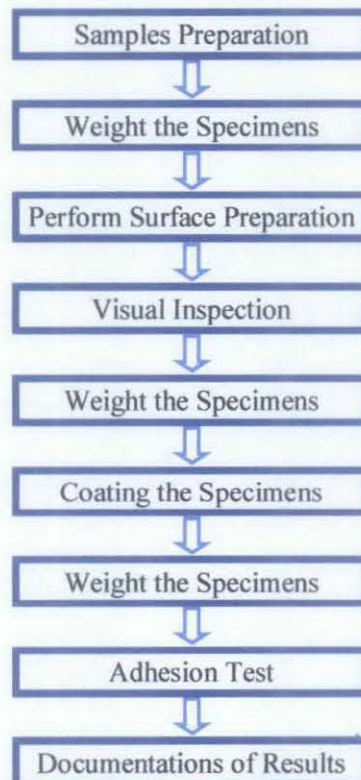 Samples Preparation
Weight the Specimens
Perform Surface Preparation
Visual Inspection
Weight the Specimens
Coating the Specimens
Weight the Specimens
Adhesion Test
Documentations of Results